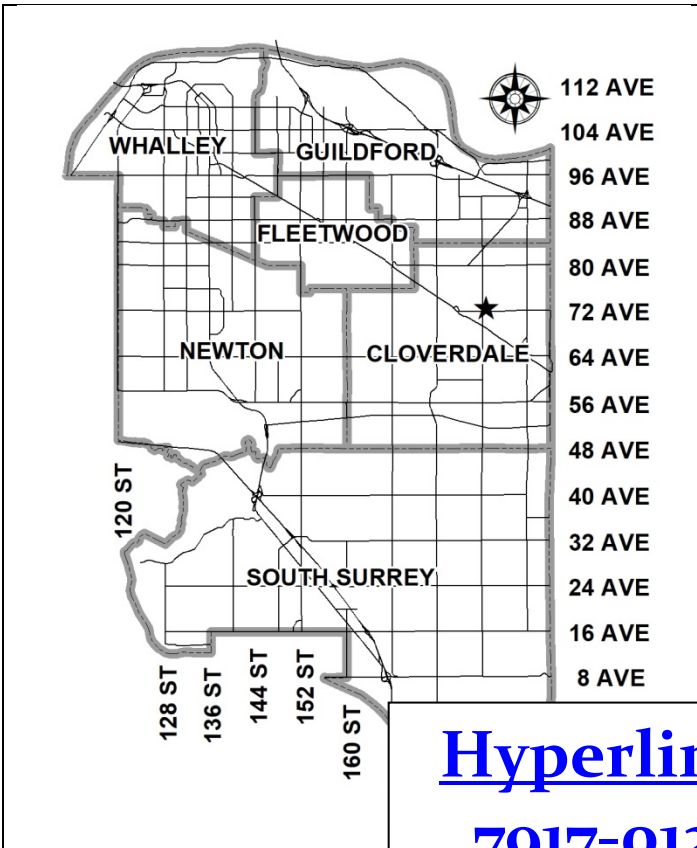 112 AVE
104 AVE
WHALLEY
GUILDFORD
96 AVE
88 AVE
FLEETWOOD
80 AVE
72 AVE
NEWTON
CLOVERDALE
64 AVE
56 AVE
48 AVE
120 ST
40 AVE
32 AVE
SOUTH SURREY
24 AVE
16 AVE
8 AVE
128 ST
136 ST
144 ST
152 ST
160 ST